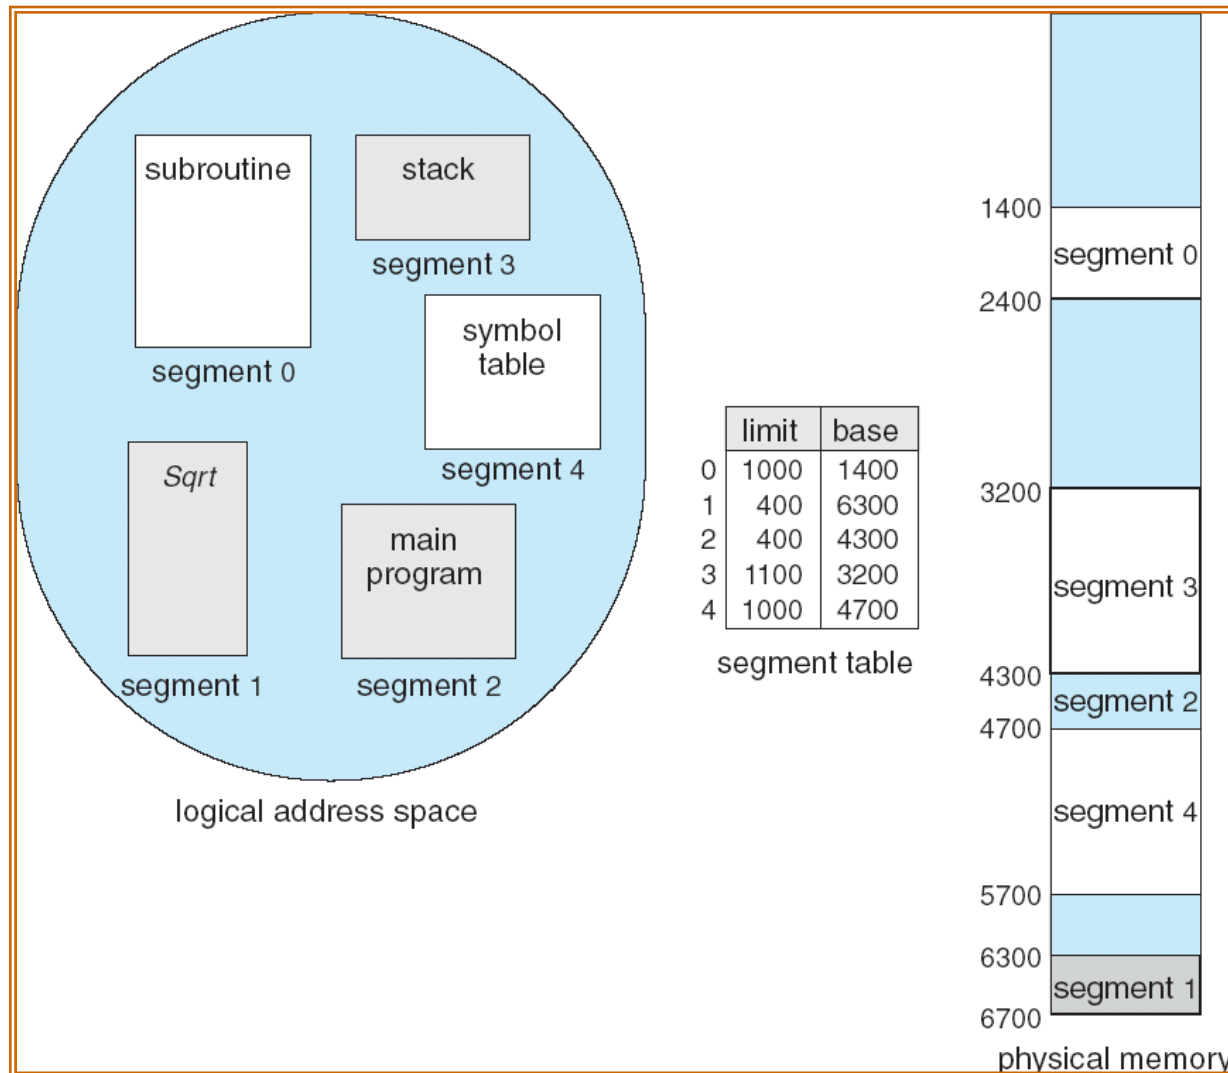 subroutine
segment 0
stack
segment 3
symbol
table
segment 4
Sqrt
segment 1
main
program
segment 2
logical address space
limit base
0 1000 1400
1 400 6300
2 400 4300
3 1100 3200
4 1000 4700
segment table
1400
segment 0
2400
3200
segment 3
4300
segment 2
4700
segment 4
5700
6300
segment 1
6700
physical memory